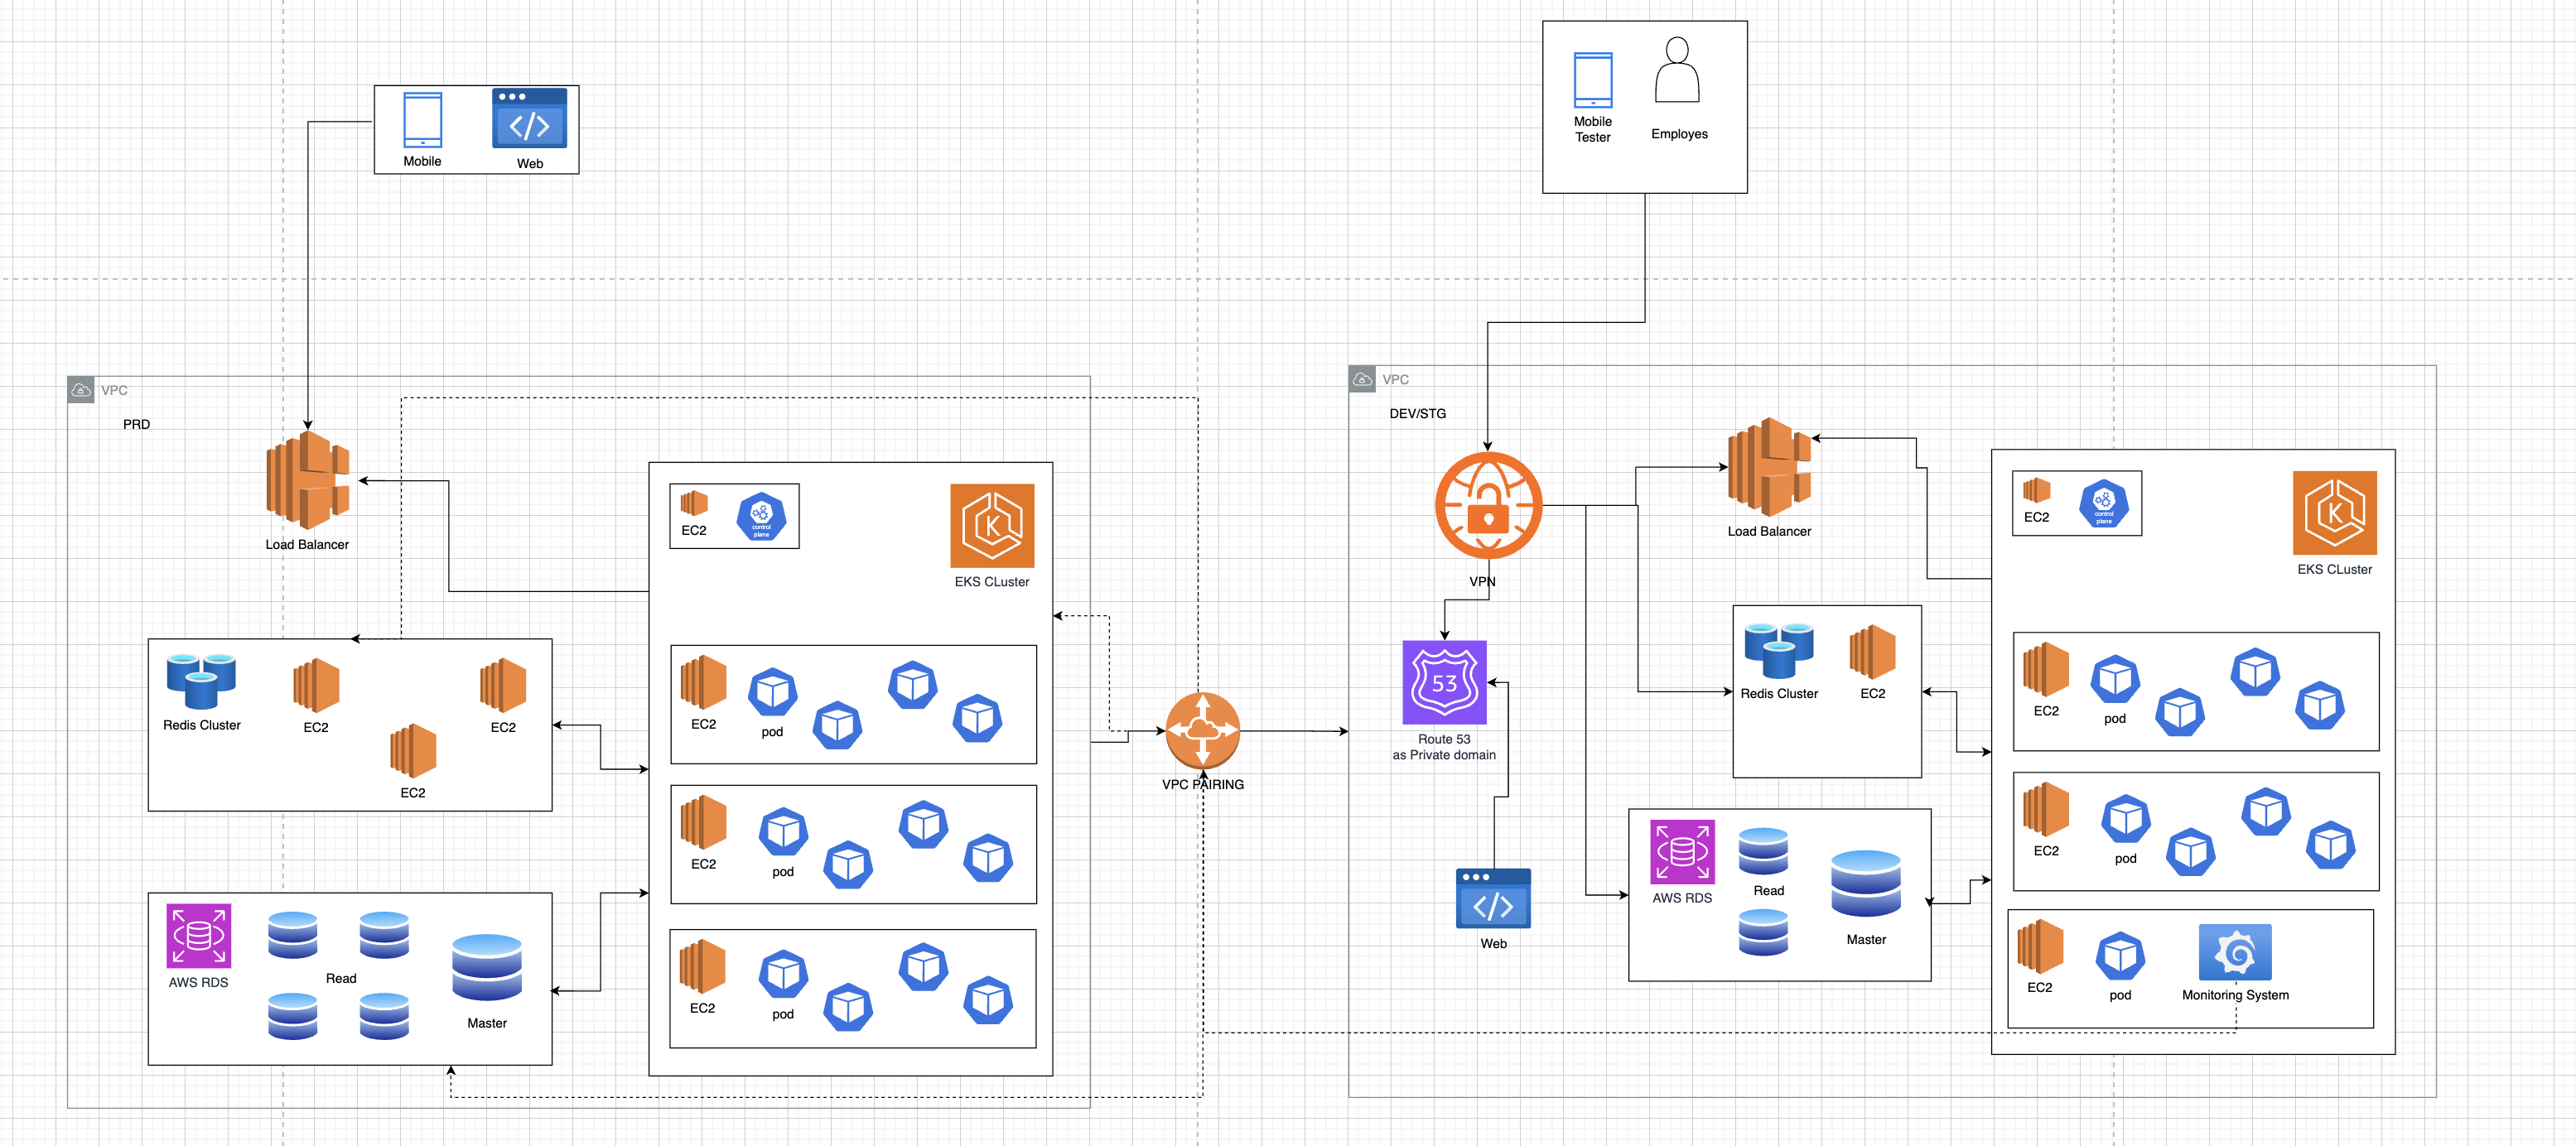 Mobile
Web
Mobile
Tester
Employes
VPC
PRD
Load Balancer
EC2
control
plane
EKS CLuster
Redis Cluster
EC2
EC2
EC2
EC2
pod
EC2
pod
EC2
pod
AWS RDS
Read
Master
VPC PAIRING
VPC
DEV/STG
VPN
Load Balancer
Route 53
as Private domain
53
Web
Redis Cluster
EC2
AWS RDS
Read
Master
EC2
control
plane
EKS CLuster
EC2
pod
EC2
pod
EC2
pod
Monitoring System